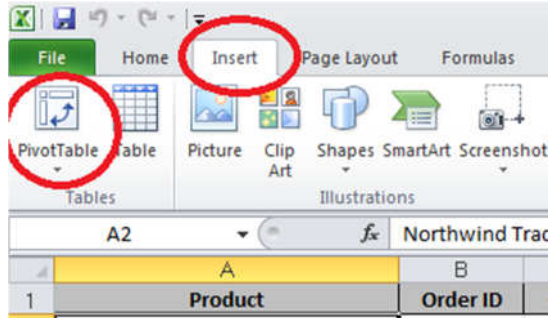 File Home Insert Page Layout Formulas
PivotTable Table Picture Clip Art Shapes SmartArt Screenshot
Tables Illustrations
A2 fx Northwind Trad
A B
1 Product Order ID